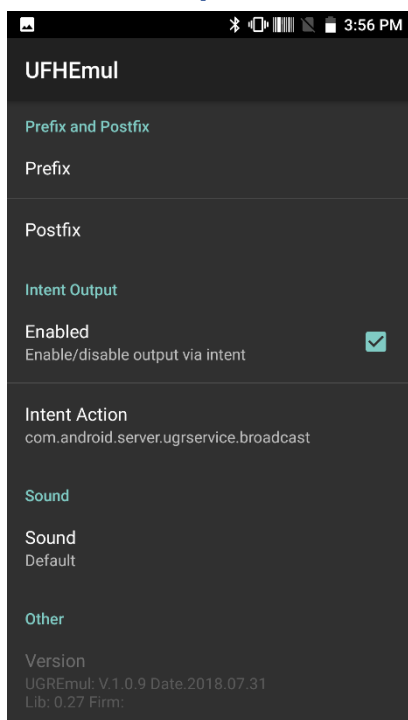 3:56 PM
UFHEmul
Prefix and Postfix
Prefix
Postfix
Intent Output
Enabled
Enable/disable output via intent
Intent Action
com.android.server.ugrservice.broadcast
Sound
Sound
Default
Other
Version
UGREmul: V.1.0.9 Date.2018.07.31
Lib: 0.27 Firm: